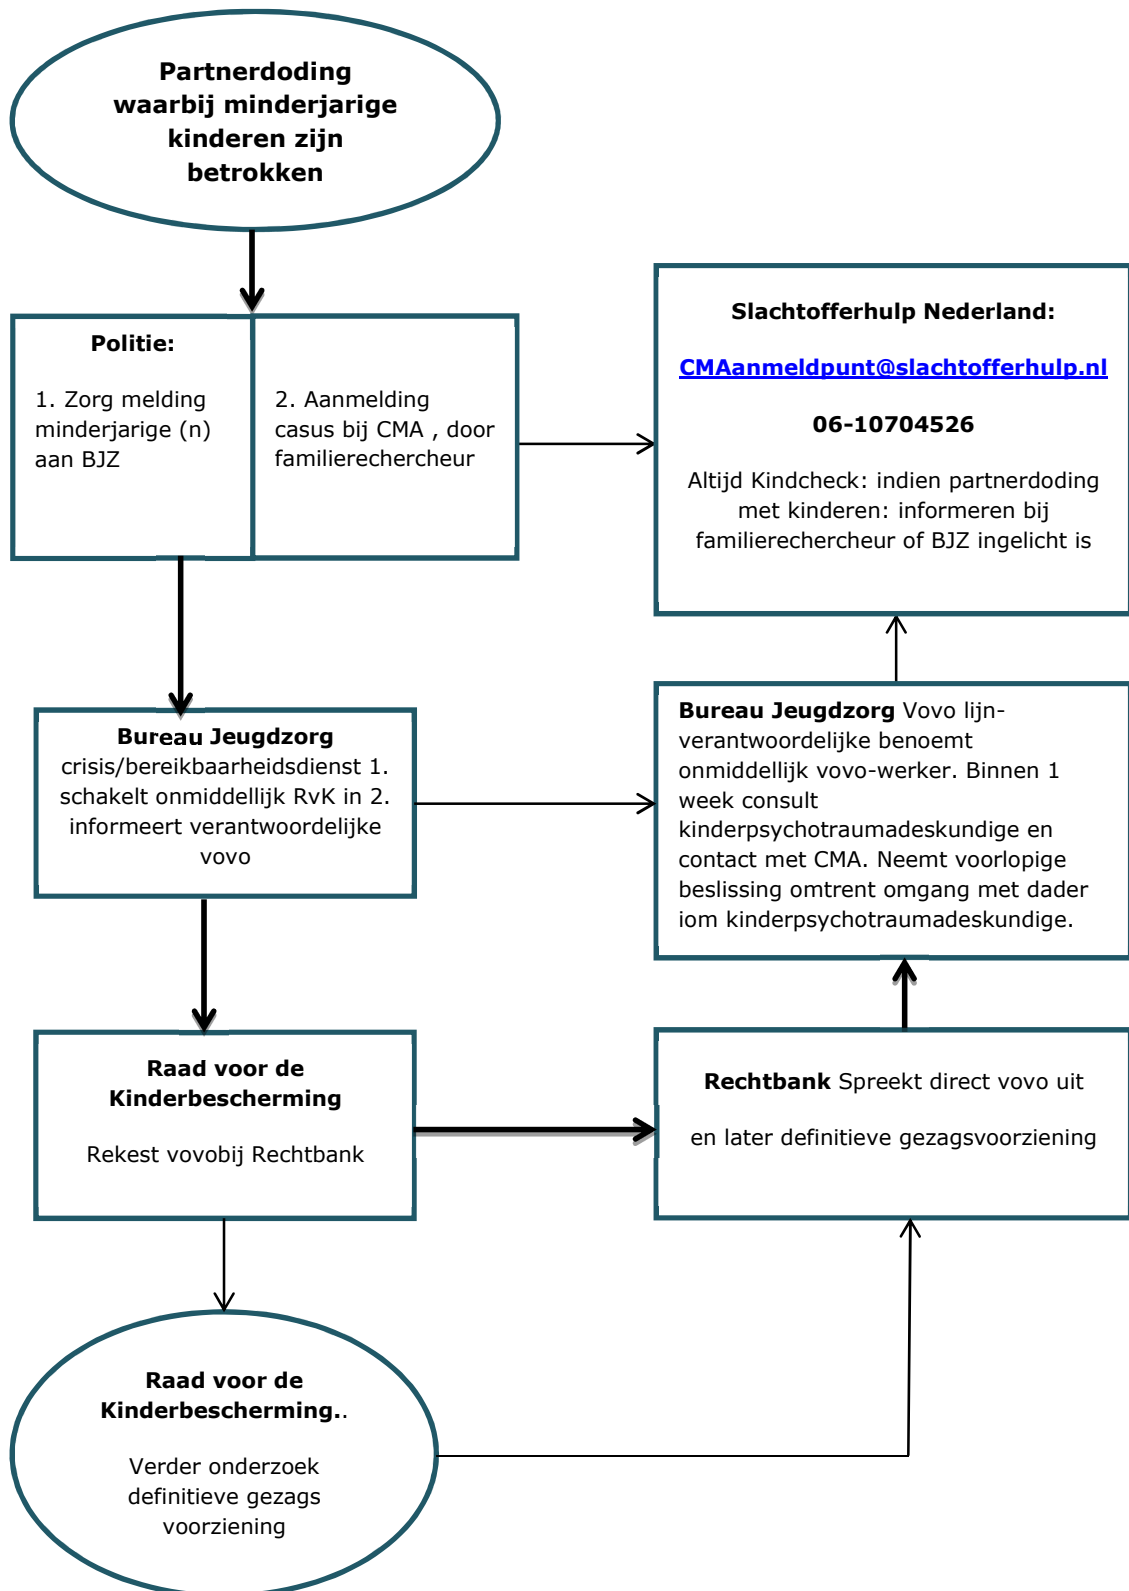 Partnerdoding
waarbij minderjarige
kinderen zijn
betrokken
Politie:
1. Zorg melding
minderjarige (n)
aan BJZ
2. Aanmelding
casus bij CMA , door
familierechercheur
Slachtofferhulp Nederland:
CMAanmeldpunt@slachtofferhulp.nl
06-10704526
Altijd Kindcheck: indien partnerdoding
met kinderen: informeren bij
familierechercheur of BJZ ingelicht is
Bureau Jeugdzorg
crisis/bereikbaarheidsdienst 1.
schakelt onmiddellijk RvK in 2.
informeert verantwoordelijke
vovo
Bureau Jeugdzorg Vovo lijn-
verantwoordelijke benoemt
onmiddellijk vovo-werker. Binnen 1
week consult
kinderpsychotraumadeskundige en
contact met CMA. Neemt voorlopige
beslissing omtrent omgang met dader
iom kinderpsychotraumadeskundige.
Raad voor de
Kinderbescherming
Rekest vovobij Rechtbank
Rechtbank Spreekt direct vovo uit
en later definitieve gezagsvoorziening
Raad voor de
Kinderbescherming..
Verder onderzoek
definitieve gezags
voorziening